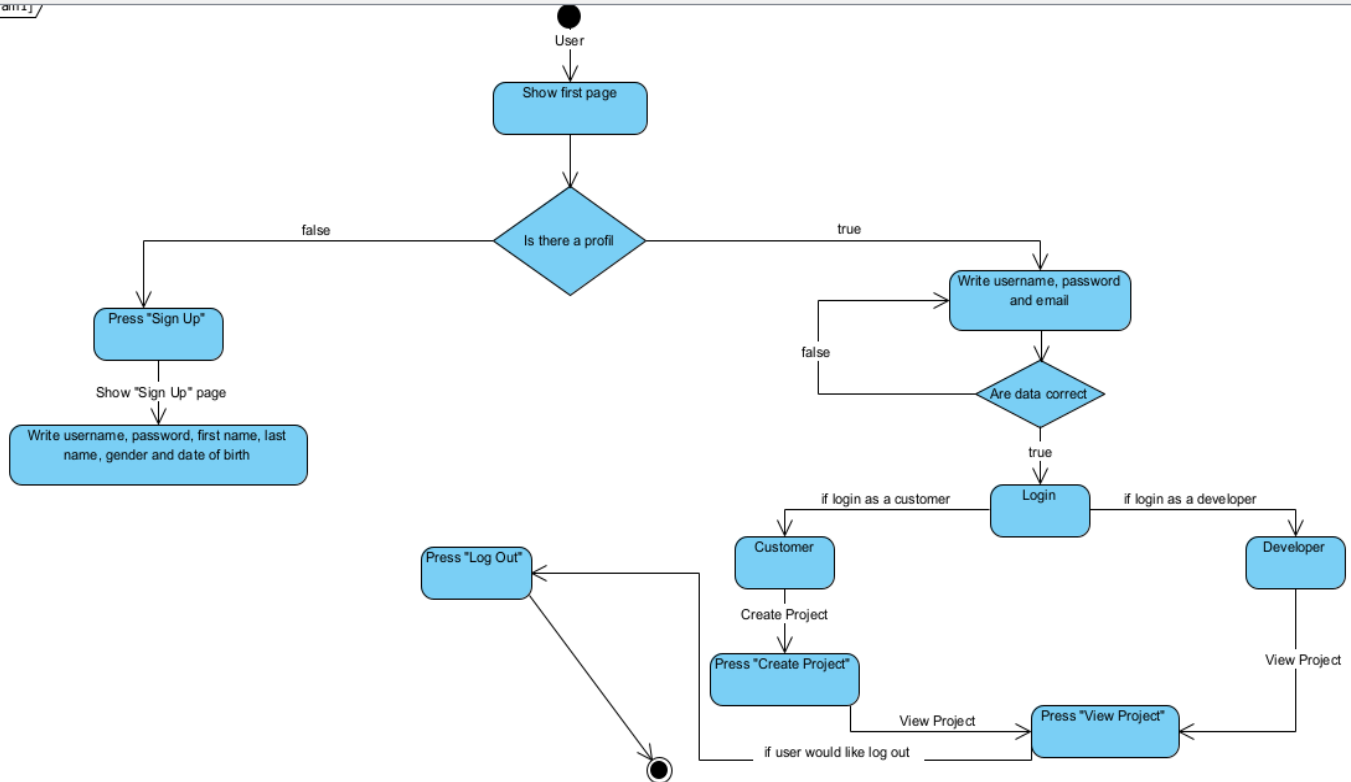 User
Show first page
Is there a profil
false
true
Write username, password
and email
Press "Sign Up"
false
Show "Sign Up" page
Are data correct
Write username, password, first name, last
name, gender and date of birth
true
Login
if login as a customer
if login as a developer
Customer
Developer
Press "Log Out"
Create Project
Press "Create Project"
View Project
View Project
Press "View Project"
if user would like log out